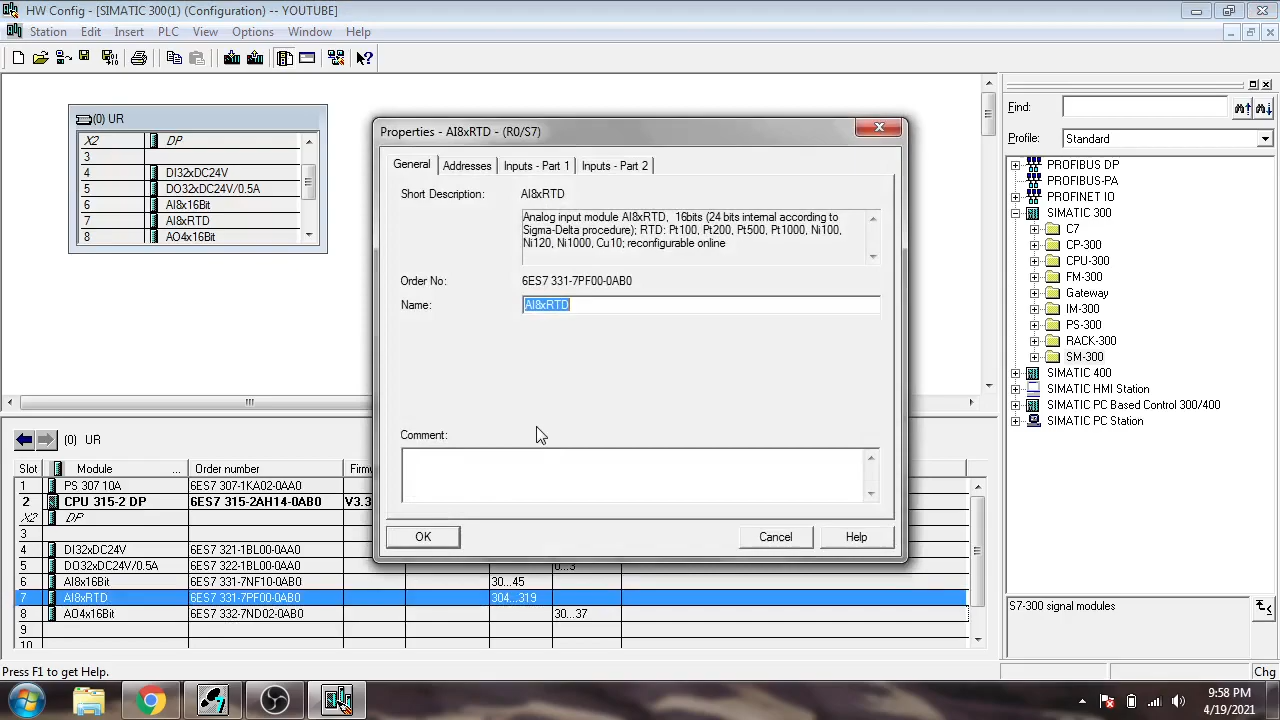 HW Config - [SIMATIC 300(1) (Configuration) -- YOUTUBE]
Station Edit Insert PLC View Options Window Help
(0) UR
X2 DP
3
4 DI32xDC24V
5 DO32xDC24V/0.5A
6 AI8x16Bit
7 AI8xRTD
8 AO4x16Bit
Properties - AI8xRTD - (R0/S7)
General Addresses Inputs - Part 1 Inputs - Part 2
Short Description: AI8xRTD
Analog input module AI8xRTD, 16bits (24 bits internal according to
Sigma-Delta procedure); RTD: Pt100, Pt200, Pt500, Pt1000, Ni100,
Ni120, Ni1000, Cu10; reconfigurable online
Order No: 6ES7 331-7PF00-0AB0
Name: AI8xRTD
Comment:
OK Cancel Help
Find:
Profile: Standard
PROFIBUS DP
PROFIBUS-PA
PROFINET IO
SIMATIC 300
C7
CP-300
CPU-300
FM-300
Gateway
IM-300
PS-300
RACK-300
SM-300
SIMATIC 400
SIMATIC HMI Station
SIMATIC PC Based Control 300/400
SIMATIC PC Station
S7-300 signal modules
(0) UR
Slot Module ... Order number Firmw
1 PS 307 10A 6ES7 307-1KA02-0AA0
2 CPU 315-2 DP 6ES7 315-2AH14-0AB0 V3.3
X2 DP
3
4 DI32xDC24V 6ES7 321-1BL00-0AA0
5 DO32xDC24V/0.5A 6ES7 322-1BL00-0AA0 0...3
6 AI8x16Bit 6ES7 331-7NF10-0AB0 30...45
7 AI8xRTD 6ES7 331-7PF00-0AB0 304...319
8 AO4x16Bit 6ES7 332-7ND02-0AB0 30...37
9
10
Press F1 to get Help. Chg
9:58 PM
4/19/2021